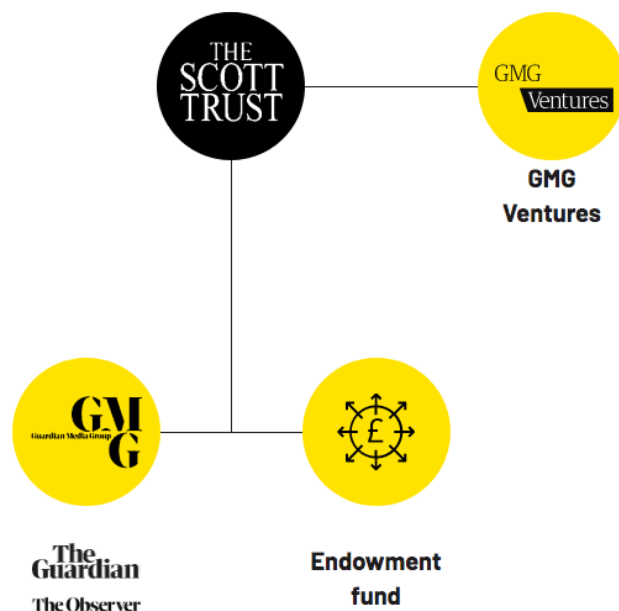 THE
SCOTT
TRUST
GMG
Ventures
GMG
Ventures
GM
Guardian Media Group
G
£
The
Guardian
The Observer
Endowment
fund